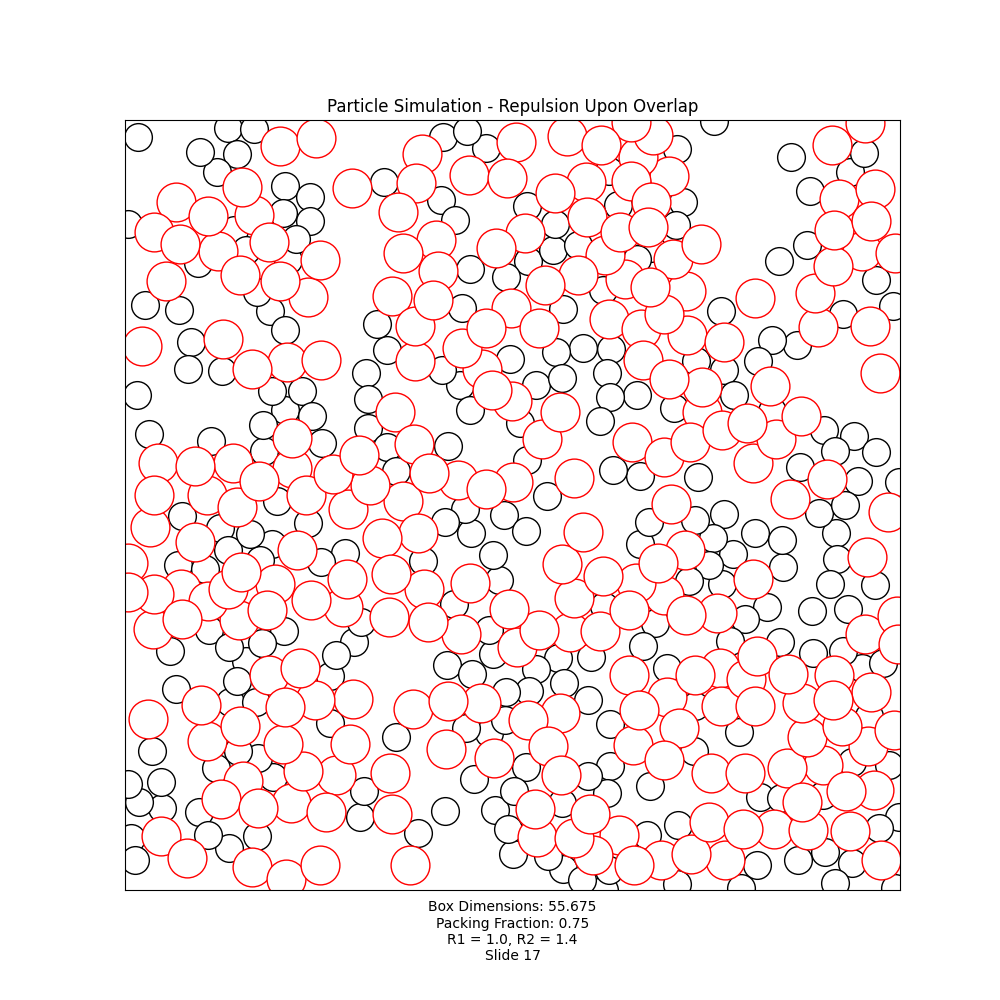 Particle Simulation - Repulsion Upon Overlap
Box Dimensions: 55.675
Packing Fraction: 0.75
R1 = 1.0, R2 = 1.4
Slide 17